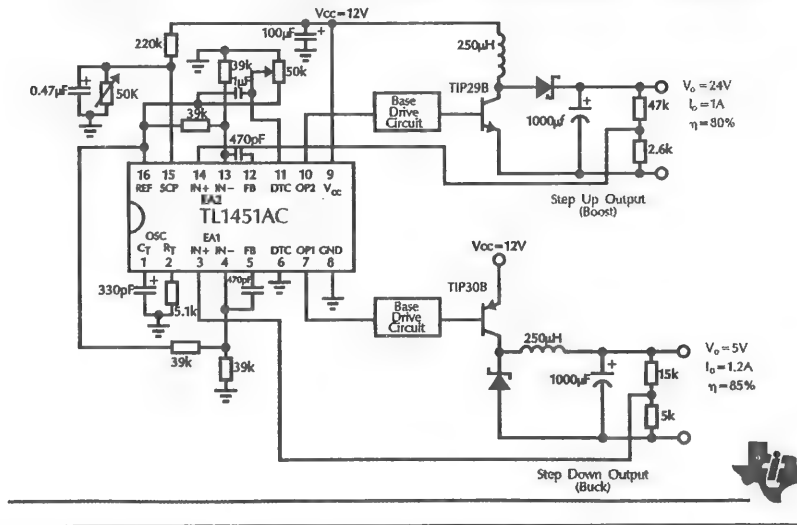 Vcc=12V
220k
100µF
+
39k
1µF
50k
250µH
TIP29B
0.47µF
+
50K
39k
470pF
Base
Drive
Circuit
1000µf
+
47k
2.6k
Vo=24V
Io=1A
η=80%
Step Up Output
(Boost)
16 15 14 13 12 11 10 9
REF SCP IN+ IN− FB DTC OP2 Vcc
EA2
TL1451AC
OSC
EA1
CT RT IN+ IN− FB DTC OP1 GND
1 2 3 4 5 6 7 8
330pF
+
5.1k
470pF
39k
39k
Vcc=12V
TIP30B
Base
Drive
Circuit
250µH
1000µF
+
15k
5k
Vo=5V
Io=1.2A
η=85%
Step Down Output
(Buck)